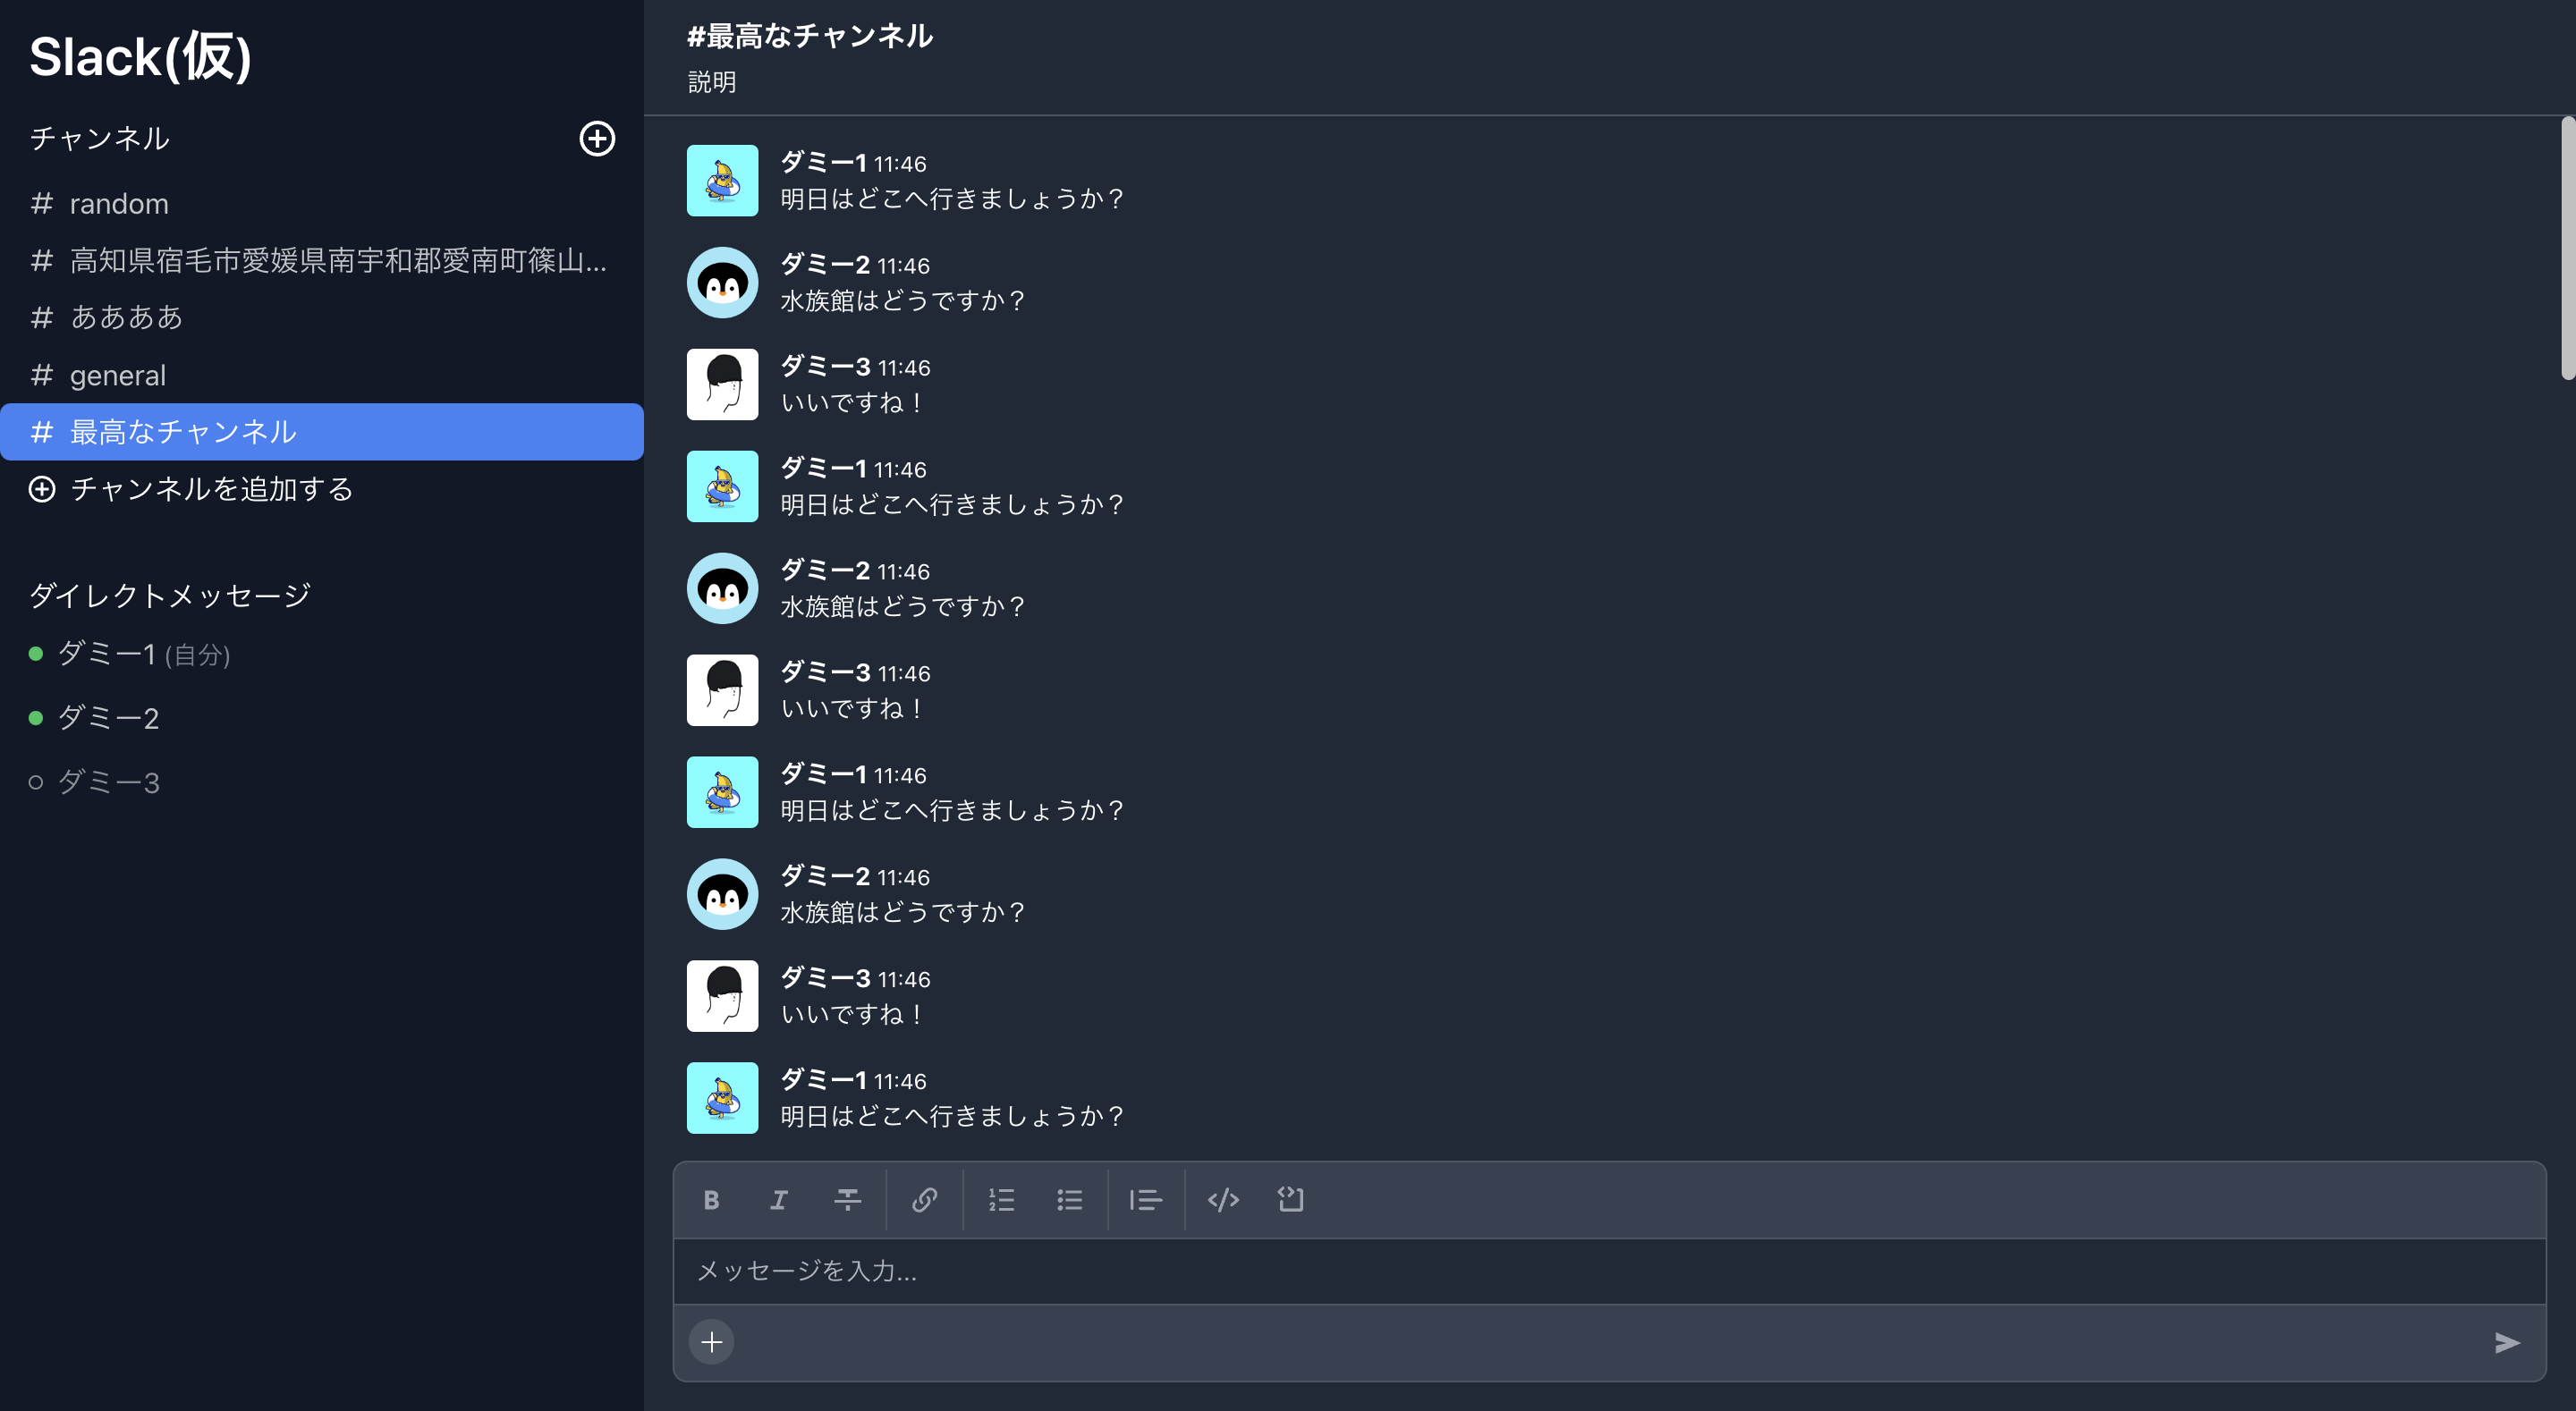 Slack(仮)
チャンネル
# random
# 高知県宿毛市愛媛県南宇和郡愛南町篠山...
# ああああ
# general
# 最高なチャンネル
チャンネルを追加する
ダイレクトメッセージ
ダミー1 (自分)
ダミー2
ダミー3
#最高なチャンネル
説明
ダミー1 11:46
明日はどこへ行きましょうか？
ダミー2 11:46
水族館はどうですか？
ダミー3 11:46
いいですね！
ダミー1 11:46
明日はどこへ行きましょうか？
ダミー2 11:46
水族館はどうですか？
ダミー3 11:46
いいですね！
ダミー1 11:46
明日はどこへ行きましょうか？
ダミー2 11:46
水族館はどうですか？
ダミー3 11:46
いいですね！
ダミー1 11:46
明日はどこへ行きましょうか？
メッセージを入力...